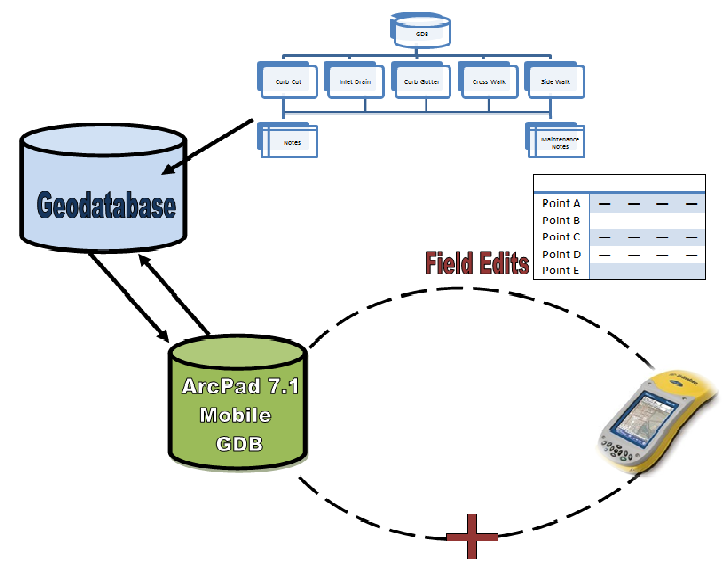 GDB
Curb Cut
Inlet Drain
Curb Gutter
Cross Walk
Side Walk
Notes
Maintenance
Notes
Geodatabase
Point A — — — —
Point B
Point C — — — —
Point D — — — —
Point E
Field Edits
ArcPad 7.1
Mobile
GDB